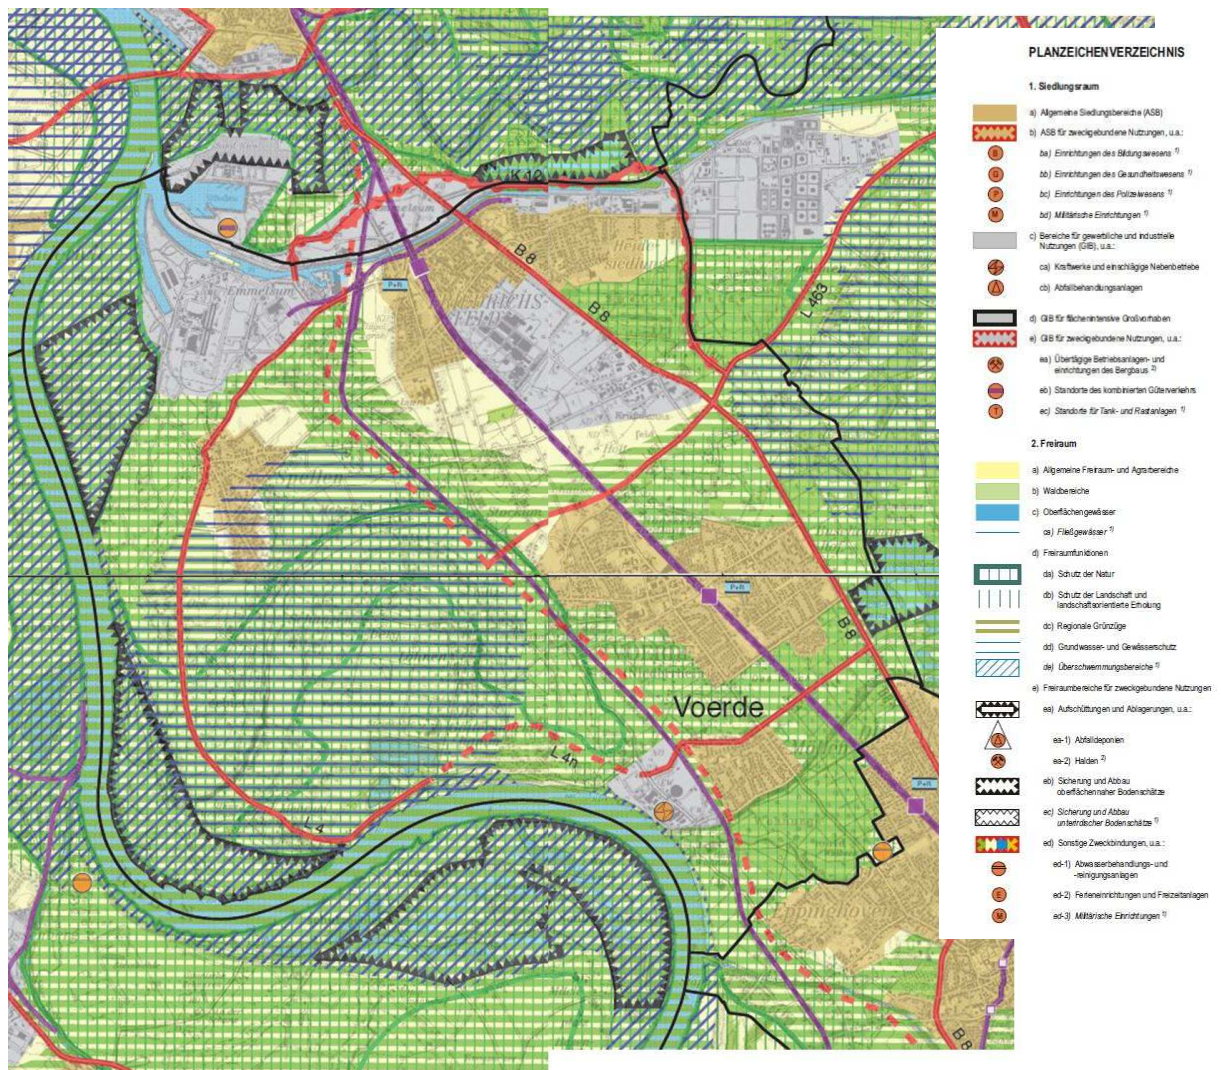 PLANZEICHENVERZEICHNIS
1. Siedlungsraum
a) Allgemeine Siedlungsbereiche (ASB)
b) ASB für zweckgebundene Nutzungen, u.a.:
B
ba) Einrichtungen des Bildungswesens 1)
G
bb) Einrichtungen des Gesundheitswesens 1)
P
bc) Einrichtungen des Polizeiwesens 1)
M
bd) Militärische Einrichtungen 1)
c) Bereiche für gewerbliche und industrielle
Nutzungen (GIB), u.a.:
ca) Kraftwerke und einschlägige Nebenbetriebe
cb) Abfallbehandlungsanlagen
d) GIB für flächenintensive Großvorhaben
e) GIB für zweckgebundene Nutzungen, u.a.:
ea) Übertägige Betriebsanlagen- und
einrichtungen des Bergbaus 2)
eb) Standorte des kombinierten Güterverkehrs
T
ec) Standorte für Tank- und Rastanlagen 1)
2. Freiraum
a) Allgemeine Freiraum- und Agrarbereiche
b) Waldbereiche
c) Oberflächengewässer
ca) Fließgewässer 1)
d) Freiraumfunktionen
da) Schutz der Natur
db) Schutz der Landschaft und
landschaftsorientierte Erholung
dc) Regionale Grünzüge
dd) Grundwasser- und Gewässerschutz
de) Überschwemmungsbereiche 1)
e) Freiraumbereiche für zweckgebundene Nutzungen
ea) Aufschüttungen und Ablagerungen, u.a.:
ea-1) Abfalldeponien
ea-2) Halden 2)
eb) Sicherung und Abbau
oberflächennaher Bodenschätze
ec) Sicherung und Abbau
unterirdischer Bodenschätze 1)
ed) Sonstige Zweckbindungen, u.a.:
ed-1) Abwasserbehandlungs- und
-reinigungsanlagen
E
ed-2) Ferieneinrichtungen und Freizeitanlagen
M
ed-3) Militärische Einrichtungen 1)
K 12
Emmelsum
B 8
Heide-
siedlung
P+R
Emmelsum
B 8
L 463
P+R
B 8
Voerde
L 4n
P+R
L 4
Eppinghoven
B 8